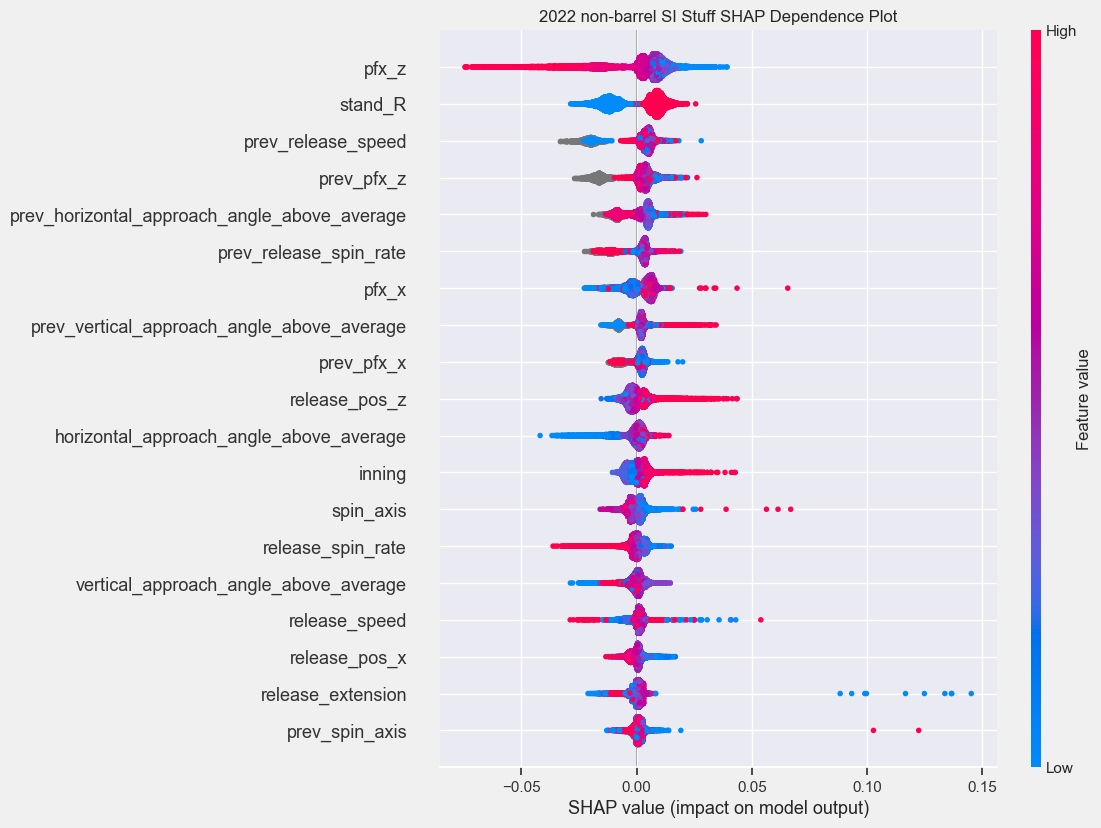 2022 non-barrel SI Stuff SHAP Dependence Plot
High
pfx_z
stand_R
prev_release_speed
prev_pfx_z
prev_horizontal_approach_angle_above_average
prev_release_spin_rate
pfx_x
prev_vertical_approach_angle_above_average
prev_pfx_x
release_pos_z
horizontal_approach_angle_above_average
inning
spin_axis
release_spin_rate
vertical_approach_angle_above_average
release_speed
release_pos_x
release_extension
prev_spin_axis
Feature value
Low
−0.05 0.00 0.05 0.10 0.15
SHAP value (impact on model output)